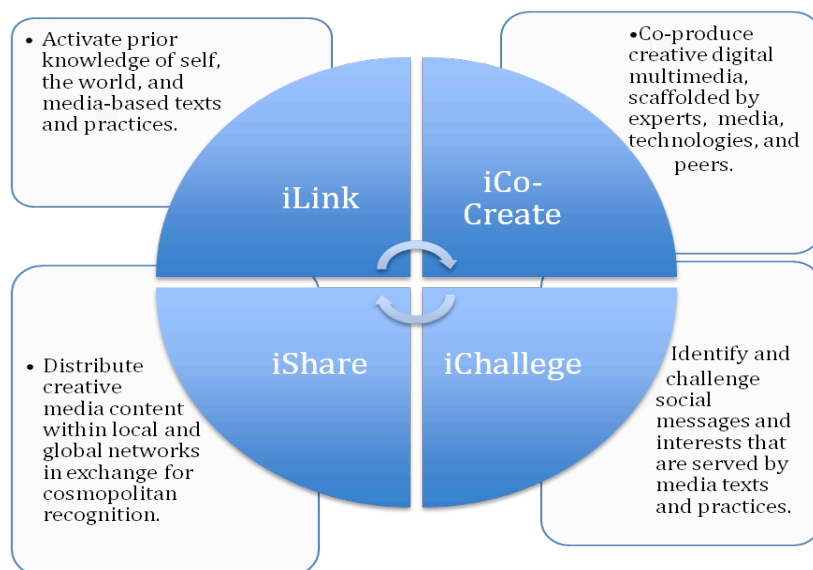 • Activate prior
knowledge of self,
the world, and
media-based texts
and practices.
•Co-produce
creative digital
multimedia,
scaffolded by
experts, media,
technologies, and
peers.
iLink
iCo-
Create
iShare
iChallege
• Distribute
creative
media content
within local and
global networks
in exchange for
cosmopolitan
recognition.
Identify and
challenge
social
messages and
interests that
are served by
media texts
and practices.